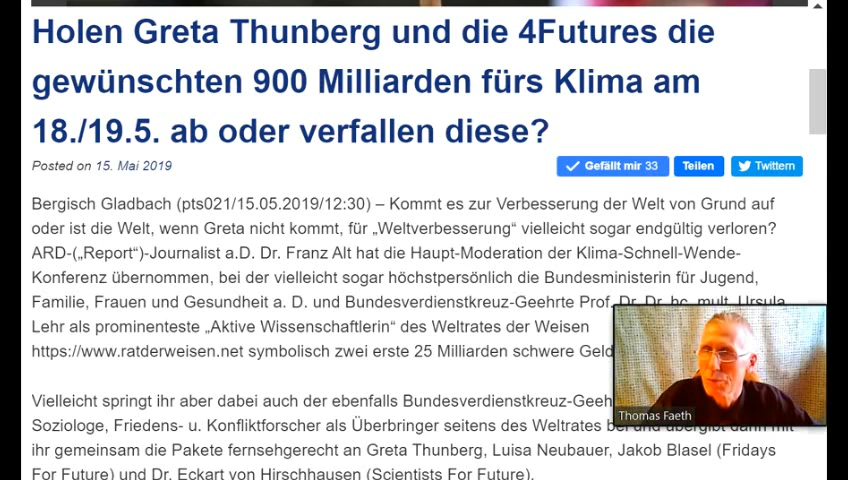 Holen Greta Thunberg und die 4Futures die
gewünschten 900 Milliarden fürs Klima am
18./19.5. ab oder verfallen diese?
Posted on 15. Mai 2019
Gefällt mir 33 Teilen Twittern
Bergisch Gladbach (pts021/15.05.2019/12:30) – Kommt es zur Verbesserung der Welt von Grund auf
oder ist die Welt, wenn Greta nicht kommt, für „Weltverbesserung“ vielleicht sogar endgültig verloren?
ARD-(„Report“)-Journalist a.D. Dr. Franz Alt hat die Haupt-Moderation der Klima-Schnell-Wende-
Konferenz übernommen, bei der vielleicht sogar höchstpersönlich die Bundesministerin für Jugend,
Familie, Frauen und Gesundheit a. D. und Bundesverdienstkreuz-Geehrte Prof. Dr. Dr. hc. mult. Ursula
Lehr als prominenteste „Aktive Wissenschaftlerin“ des Weltrates der Weisen
https://www.ratderweisen.net symbolisch zwei erste 25 Milliarden schwere Geld
Thomas Faeth
Vielleicht springt ihr aber dabei auch der ebenfalls Bundesverdienstkreuz-Geeh
Soziologe, Friedens- u. Konfliktforscher als Überbringer seitens des Weltrates bei und übergibt dann mit
ihr gemeinsam die Pakete fernsehgerecht an Greta Thunberg, Luisa Neubauer, Jakob Blasel (Fridays
For Future) und Dr. Eckart von Hirschhausen (Scientists For Future).